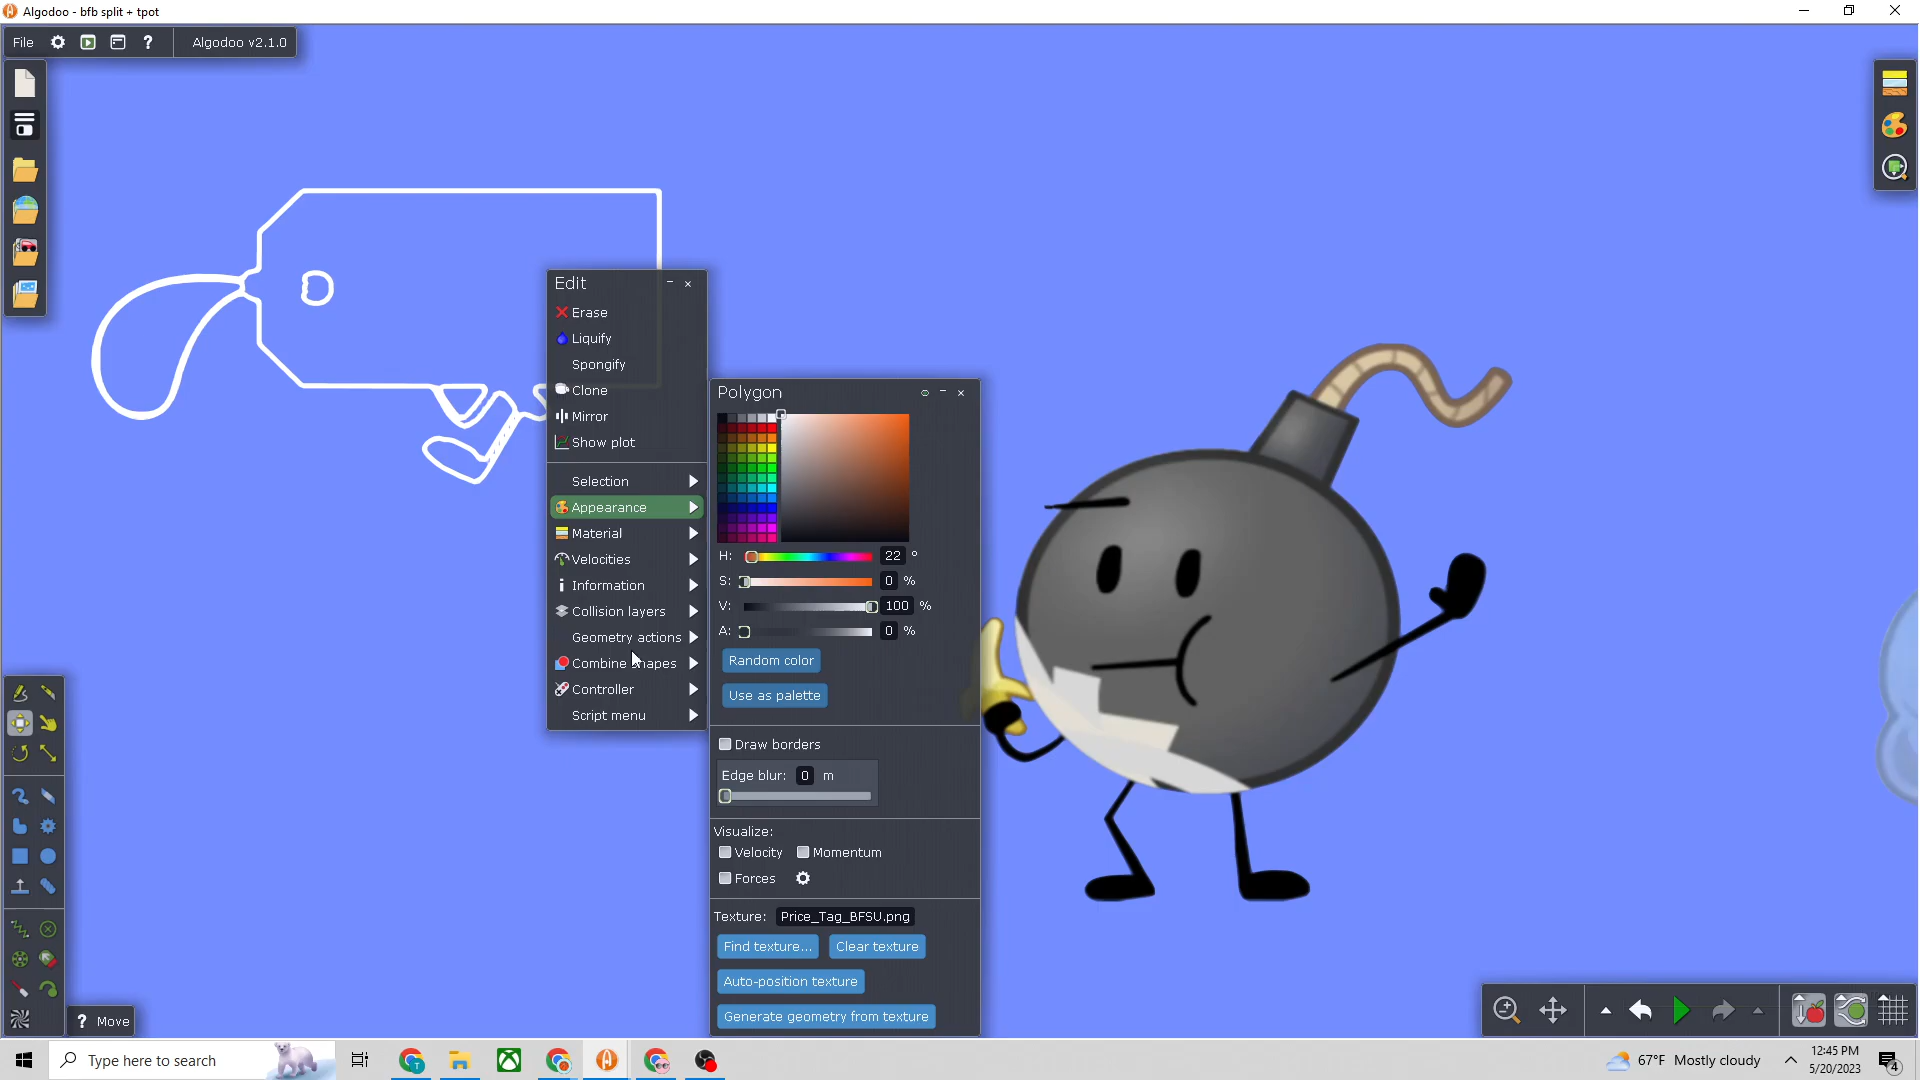 Algodoo - bfb split + tpot
File
?
Algodoo v2.1.0
Edit
Erase
Liquify
Spongify
Clone
Mirror
Show plot
Selection
Appearance
Material
Velocities
Information
Collision layers
Geometry actions
Combine shapes
Controller
Script menu
Polygon
H: 22 °
S: 0 %
V: 100 %
A: 0 %
Random color
Use as palette
Draw borders
Edge blur: 0 m
Visualize:
Velocity Momentum
Forces
Texture: Price_Tag_BFSU.png
Find texture... Clear texture
Auto-position texture
Generate geometry from texture
? Move
Type here to search
67°F Mostly cloudy
12:45 PM
5/20/2023
4